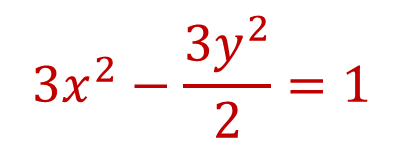 3x² − 3y²/2 = 1